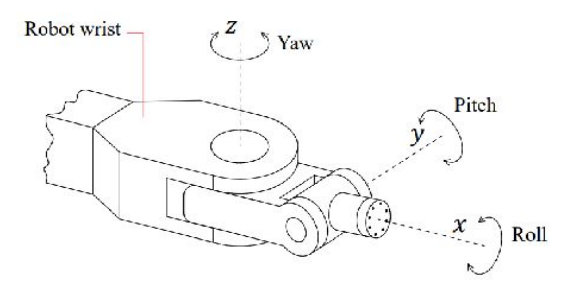 Robot wrist
z
Yaw
Pitch
y
x
Roll